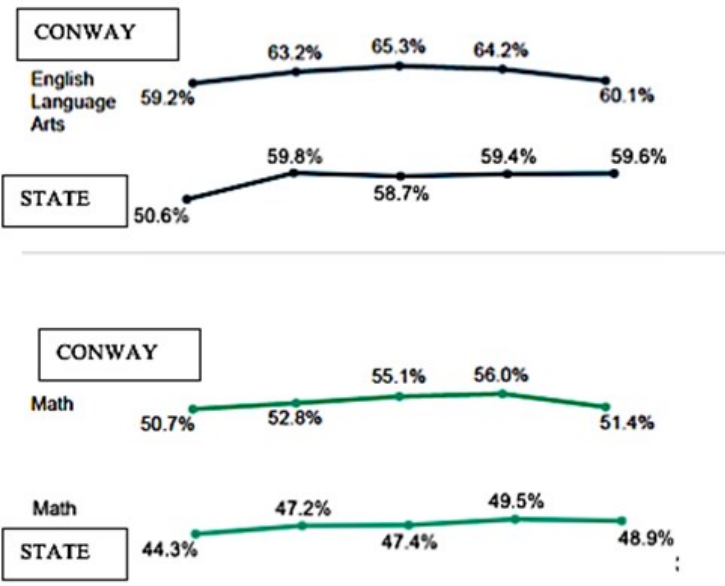 CONWAY
English
Language
Arts
59.2%
63.2%
65.3%
64.2%
60.1%
STATE
50.6%
59.8%
58.7%
59.4%
59.6%
CONWAY
Math
50.7%
52.8%
55.1%
56.0%
51.4%
Math
STATE
44.3%
47.2%
47.4%
49.5%
48.9%
: